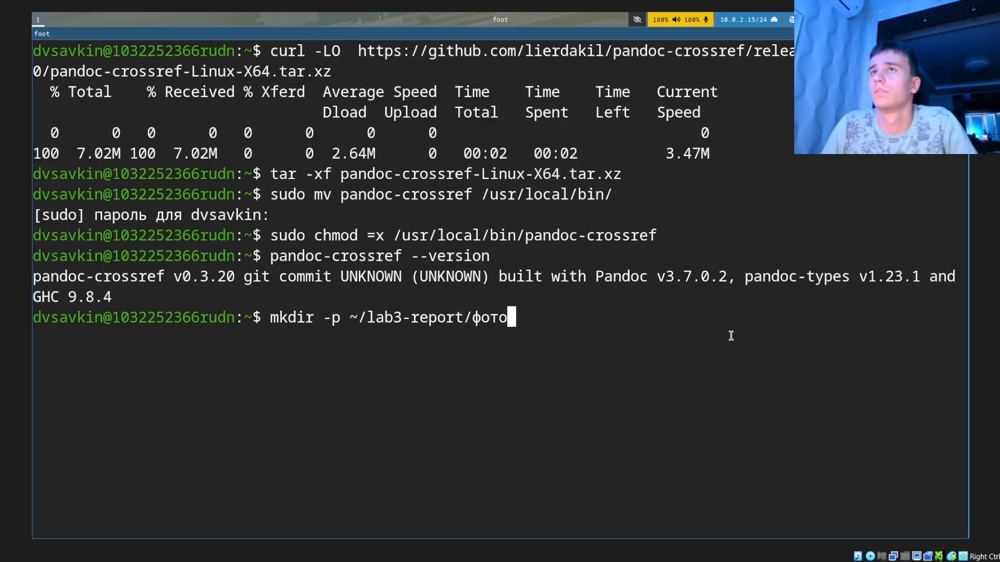 1
foot
100% 100%
10.0.2.15/24
foot
dvsavkin@1032252366rudn:~$ curl -LO  https://github.com/lierdakil/pandoc-crossref/relea
0/pandoc-crossref-Linux-X64.tar.xz
% Total    % Received % Xferd  Average Speed  Time    Time    Time   Current
Dload  Upload  Total   Spent   Left   Speed
0      0   0      0   0      0      0      0                              0
100  7.02M 100  7.02M   0      0  2.64M      0   00:02   00:02          3.47M
dvsavkin@1032252366rudn:~$ tar -xf pandoc-crossref-Linux-X64.tar.xz
dvsavkin@1032252366rudn:~$ sudo mv pandoc-crossref /usr/local/bin/
[sudo] пароль для dvsavkin:
dvsavkin@1032252366rudn:~$ sudo chmod =x /usr/local/bin/pandoc-crossref
dvsavkin@1032252366rudn:~$ pandoc-crossref --version
pandoc-crossref v0.3.20 git commit UNKNOWN (UNKNOWN) built with Pandoc v3.7.0.2, pandoc-types v1.23.1 and
GHC 9.8.4
dvsavkin@1032252366rudn:~$ mkdir -p ~/lab3-report/фото
Right Ctrl